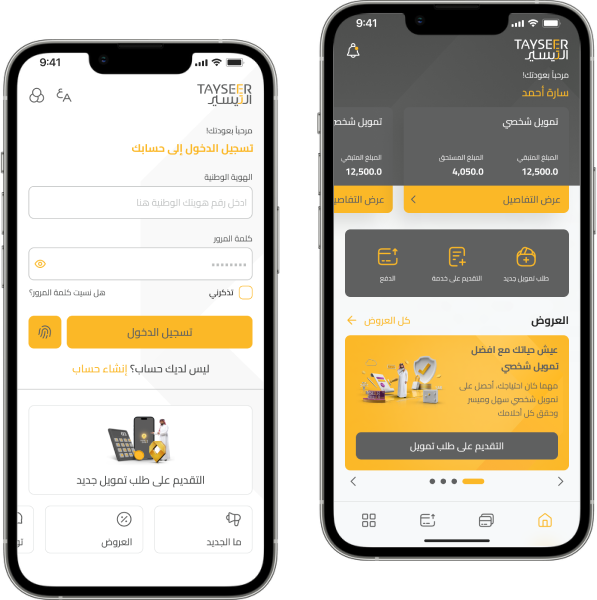 9:41
TAYSEER
التيسير
مرحباً بعودتك!
تسجيل الدخول إلى حسابك
الهوية الوطنية
ادخل رقم هويتك الوطنية هنا
كلمة المرور
تذكرني
هل نسيت كلمة المرور؟
تسجيل الدخول
ليس لديك حساب؟ إنشاء حساب
التقديم على طلب تمويل جديد
ما الجديد
العروض
9:41
TAYSEER
التيسير
مرحباً بعودتك!
سارة أحمد
تمويل شخصي
المبلغ المتبقي
المبلغ المستحق
12,500.0
4,050.0
عرض التفاصيل
تمويل شخصي
المبلغ المتبقي
12,500.0
عرض التفاصيل
طلب تمويل جديد
التقديم على خدمة
الدفع
العروض
كل العروض
عيش حياتك مع افضل
تمويل شخصي
مهما كان احتياجك، أحصل على
تمويل شخصي سهل وميسر
وحقق كل أحلامك
التقديم على طلب تمويل